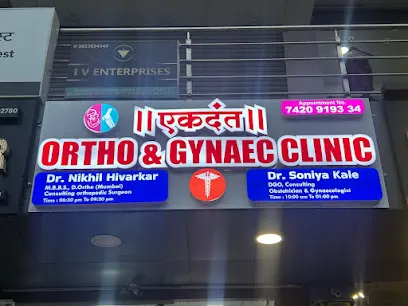 9823654343
I V ENTERPRISES
Appointment No.
7420 9193 34
॥एकदंत॥
ORTHO & GYNAEC CLINIC
Dr. Nikhil Hivarkar
M.B.B.S., D.Ortho (Mumbai)
Consulting orthopedic Surgeon
Time : 06:30 pm To 09:30 pm
Dr. Soniya Kale
DGO, Consulting
Obstetrician & Gynaecologist
Time : 10:00 am To 01:00 pm